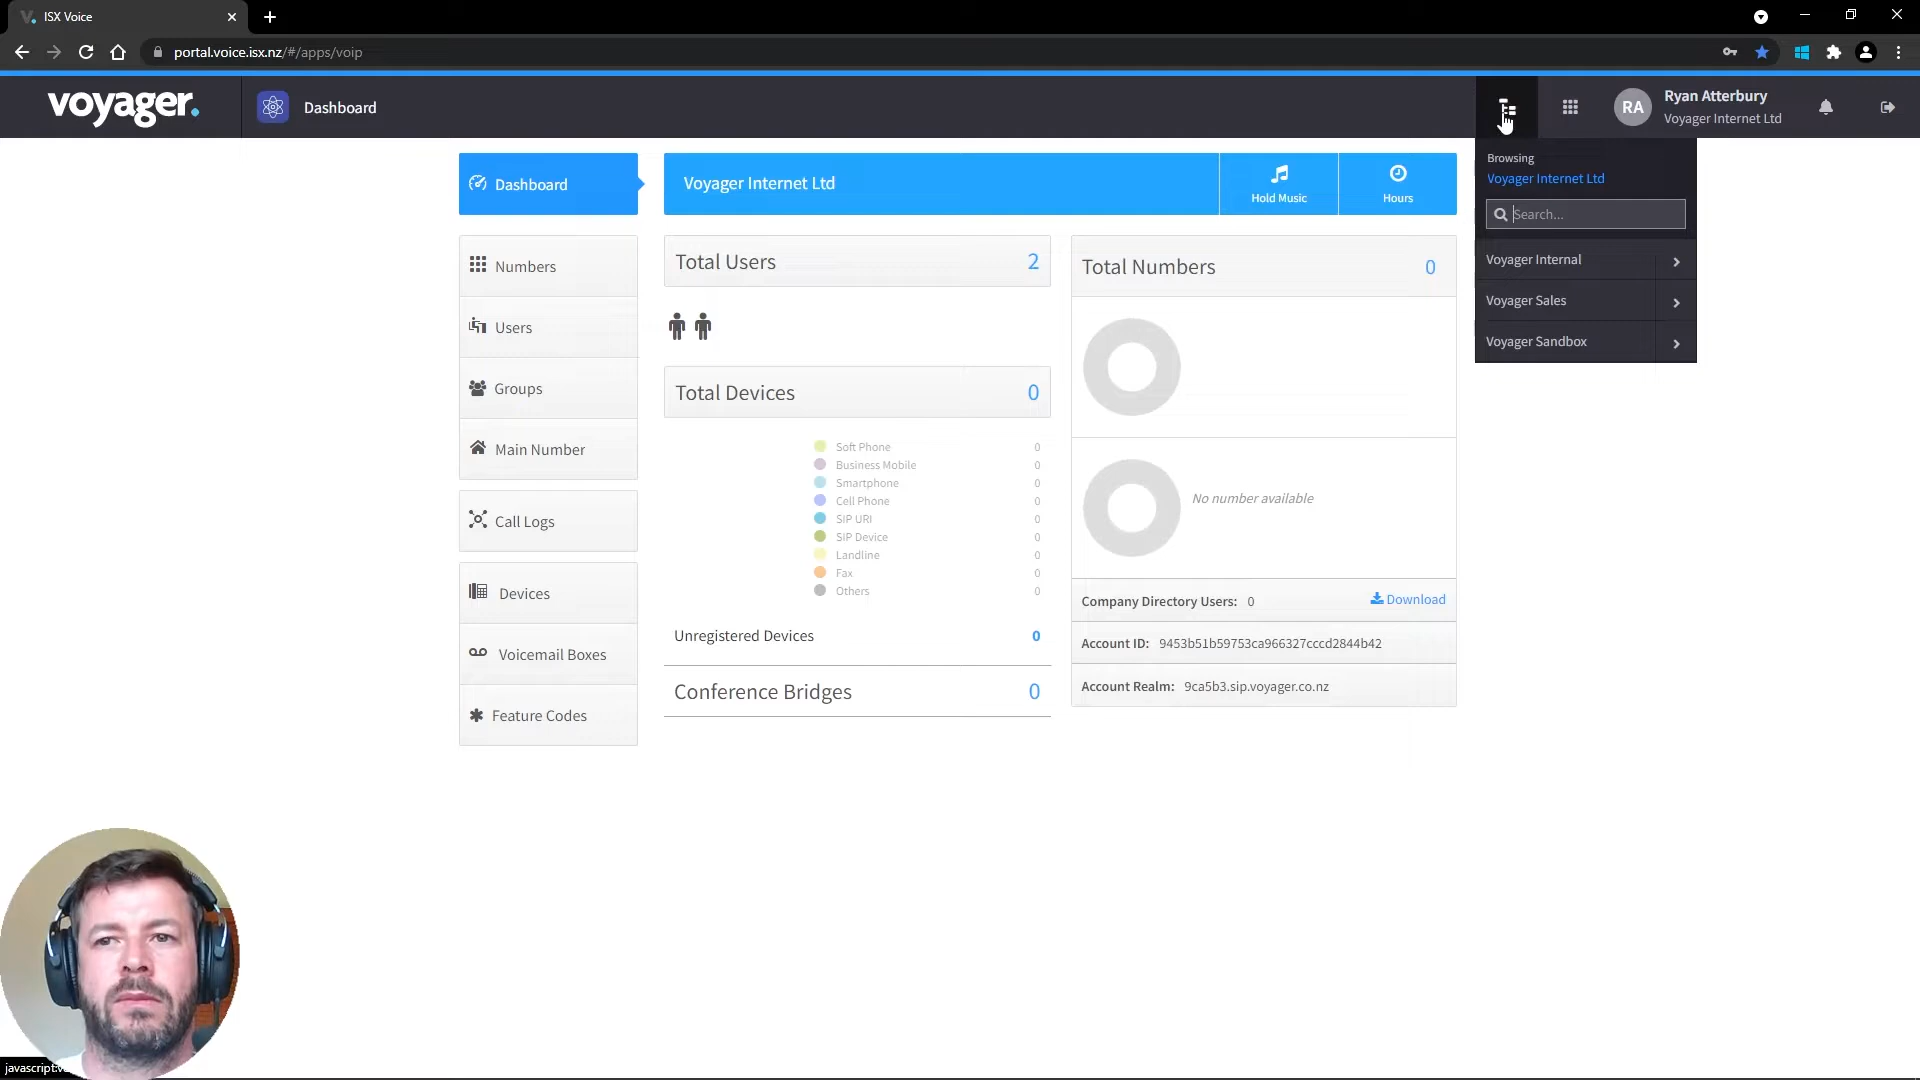 ISX Voice
portal.voice.isx.nz/#/apps/voip
voyager.
Dashboard
RA
Ryan Atterbury
Voyager Internet Ltd
Browsing
Voyager Internet Ltd
Search...
Voyager Internal
Voyager Sales
Voyager Sandbox
Dashboard
Numbers
Users
Groups
Main Number
Call Logs
Devices
Voicemail Boxes
Feature Codes
Voyager Internet Ltd
Hold Music
Hours
Total Users 2
Total Devices 0
Soft Phone 0
Business Mobile 0
Smartphone 0
Cell Phone 0
SIP URI 0
SIP Device 0
Landline 0
Fax 0
Others 0
Unregistered Devices 0
Conference Bridges 0
Total Numbers 0
No number available
Company Directory Users: 0 Download
Account ID: 9453b51b59753ca966327cccd2844b42
Account Realm: 9ca5b3.sip.voyager.co.nz